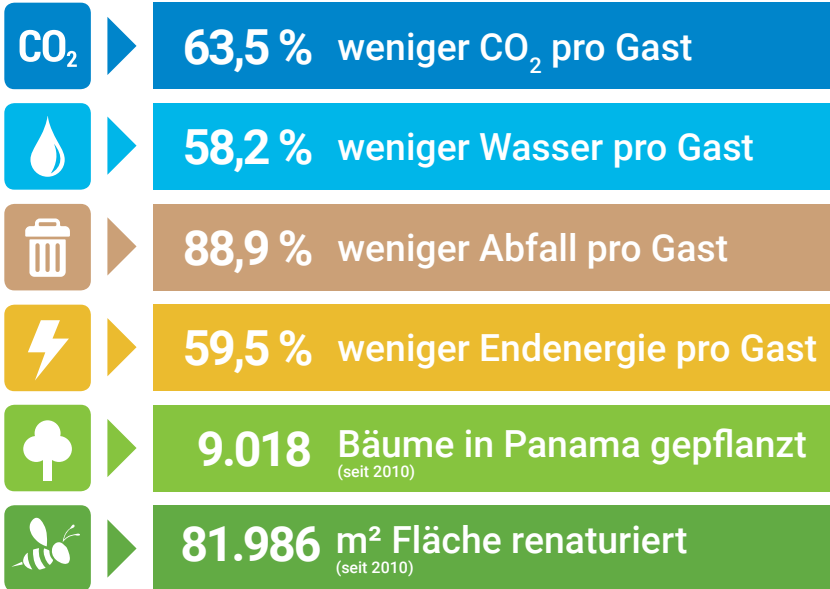 CO₂
63,5 % weniger CO₂ pro Gast
58,2 % weniger Wasser pro Gast
88,9 % weniger Abfall pro Gast
59,5 % weniger Endenergie pro Gast
9.018 Bäume in Panama gepflanzt
(seit 2010)
81.986 m² Fläche renaturiert
(seit 2010)